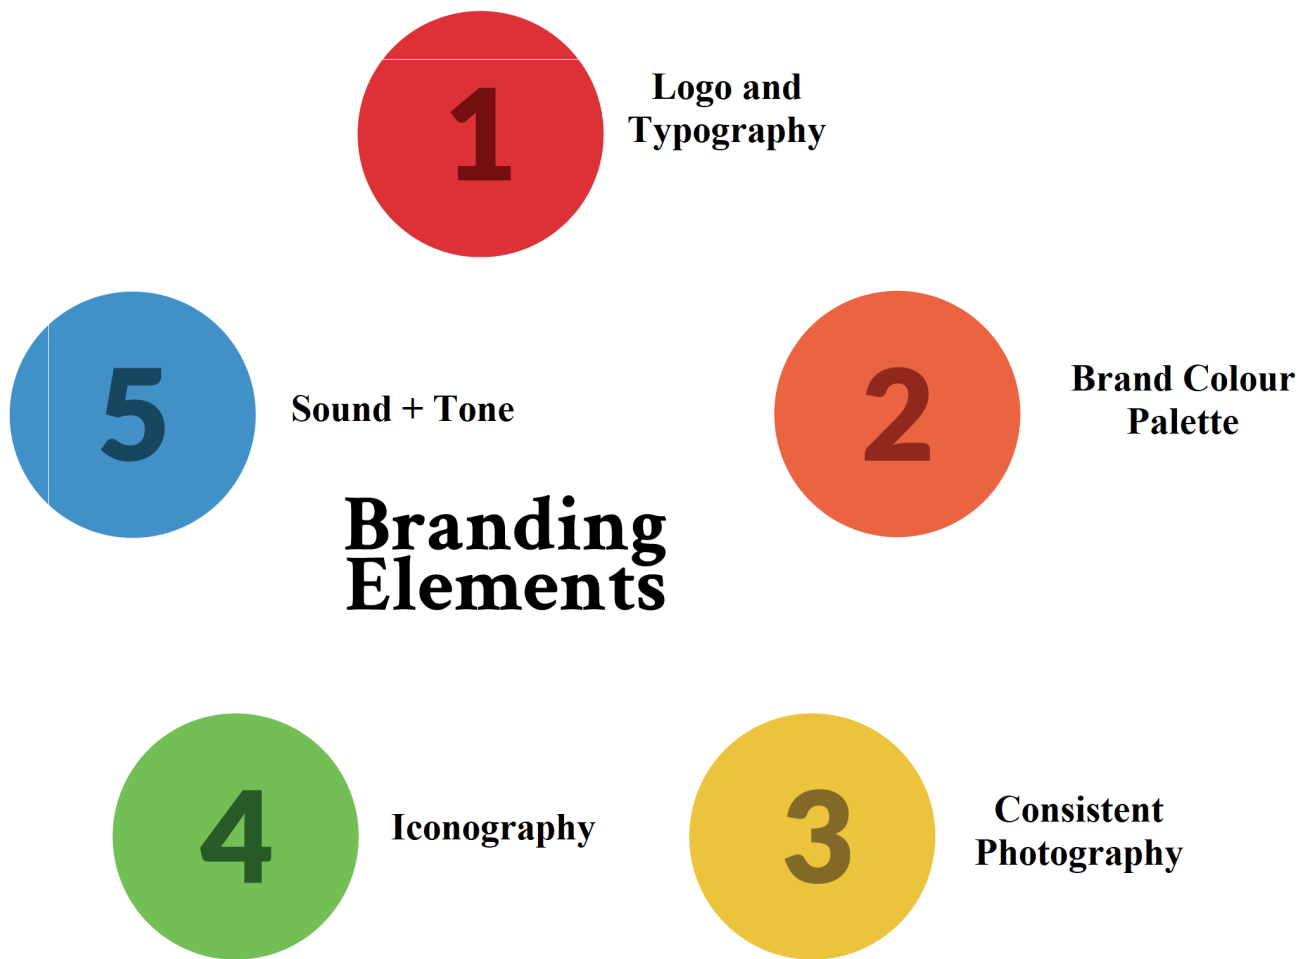 1
Logo and
Typography
2
Brand Colour
Palette
3
Consistent
Photography
4
Iconography
5
Sound + Tone
Branding
Elements